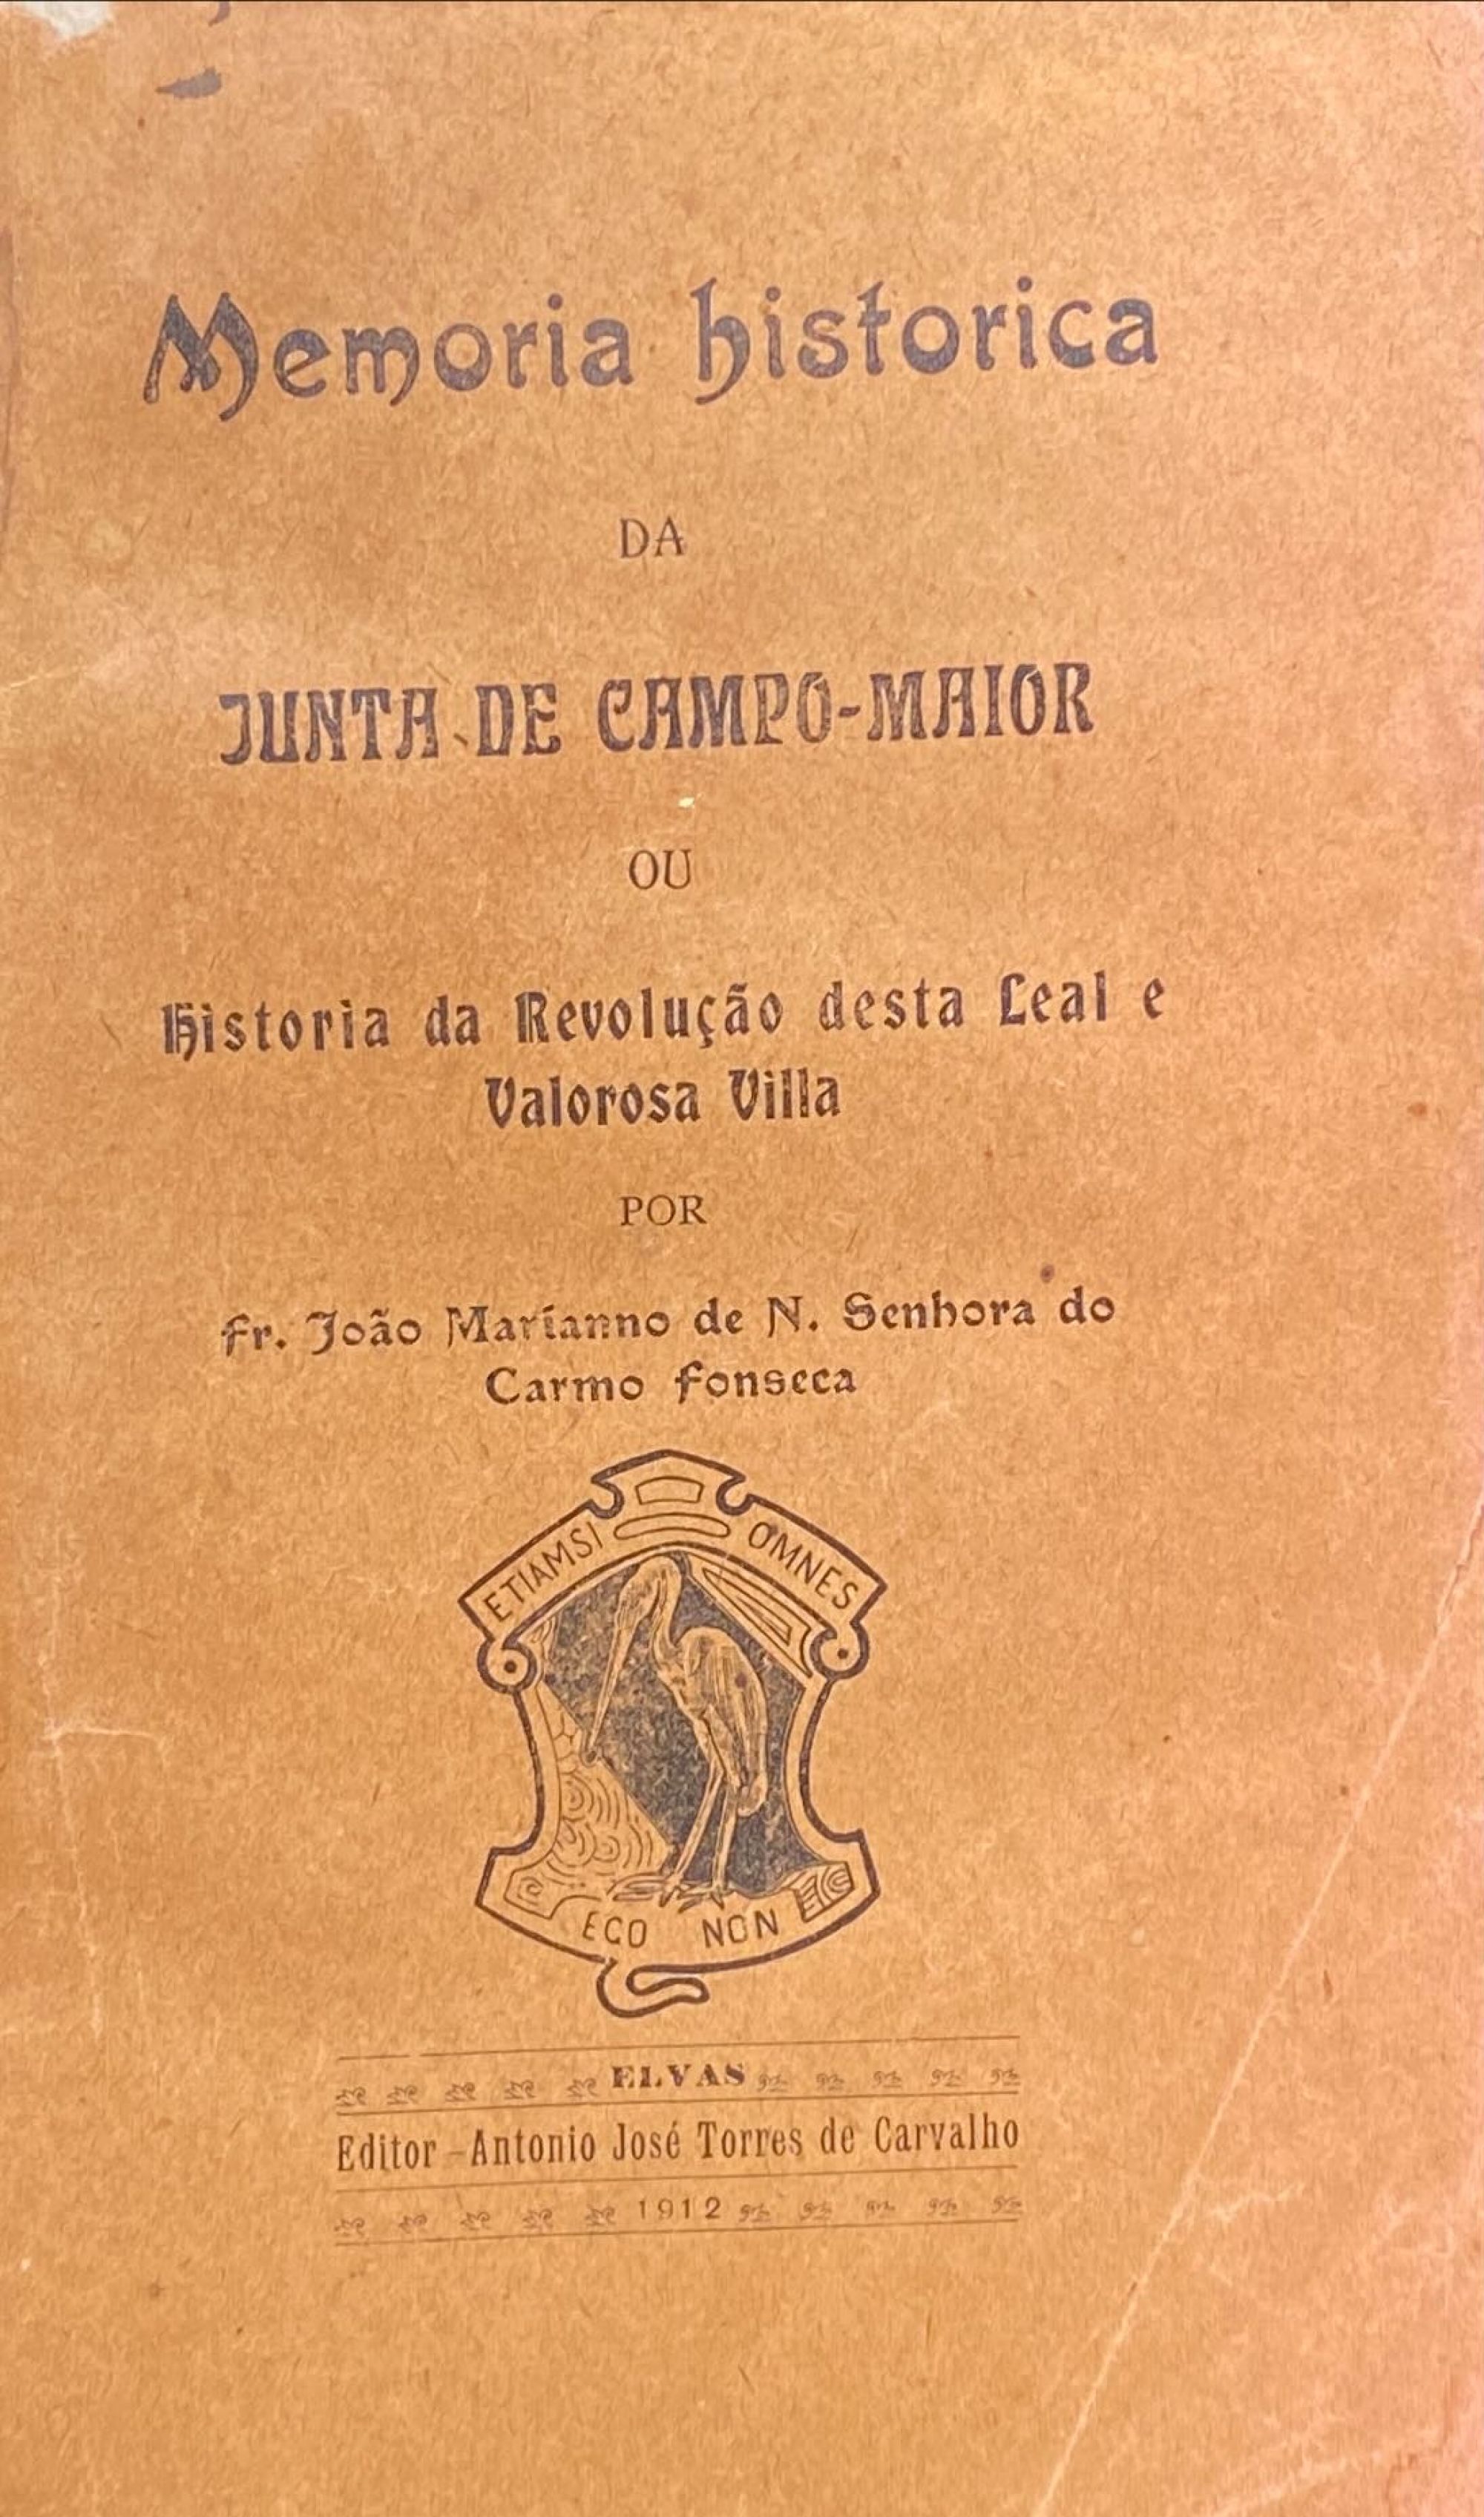 Memoria historica
DA
JUNTA DE CAMPO-MAIOR
OU
Historia da Revolução desta Leal e
Valorosa Villa
POR
Fr. João Marianno de N. Senhora do
Carmo Fonseca
ETIAMSI OMNES
EGO NON
ELVAS
Editor - Antonio José Torres de Carvalho
1912